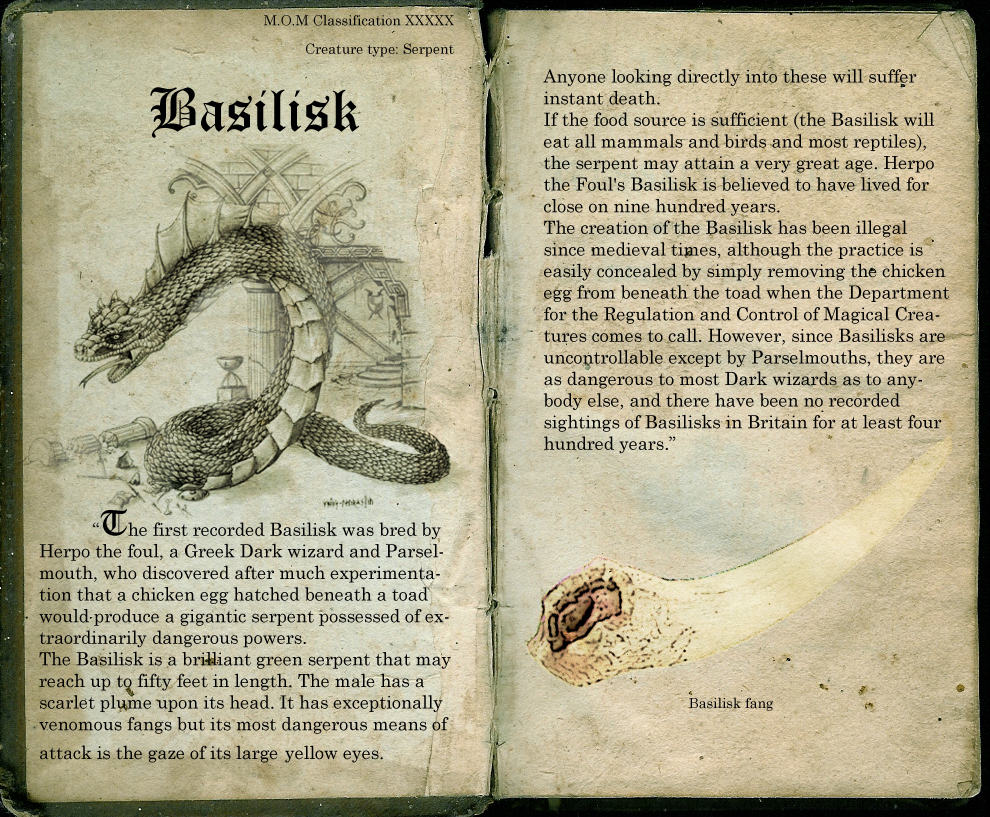 M.O.M Classification XXXXX
Creature type: Serpent
Basilisk
“The first recorded Basilisk was bred by
Herpo the foul, a Greek Dark wizard and Parsel-
mouth, who discovered after much experimenta-
tion that a chicken egg hatched beneath a toad
would produce a gigantic serpent possessed of ex-
traordinarily dangerous powers.
The Basilisk is a brilliant green serpent that may
reach up to fifty feet in length. The male has a
scarlet plume upon its head. It has exceptionally
venomous fangs but its most dangerous means of
attack is the gaze of its large yellow eyes.
Anyone looking directly into these will suffer
instant death.
If the food source is sufficient (the Basilisk will
eat all mammals and birds and most reptiles),
the serpent may attain a very great age. Herpo
the Foul's Basilisk is believed to have lived for
close on nine hundred years.
The creation of the Basilisk has been illegal
since medieval times, although the practice is
easily concealed by simply removing the chicken
egg from beneath the toad when the Department
for the Regulation and Control of Magical Crea-
tures comes to call. However, since Basilisks are
uncontrollable except by Parselmouths, they are
as dangerous to most Dark wizards as to any-
body else, and there have been no recorded
sightings of Basilisks in Britain for at least four
hundred years.”
Basilisk fang